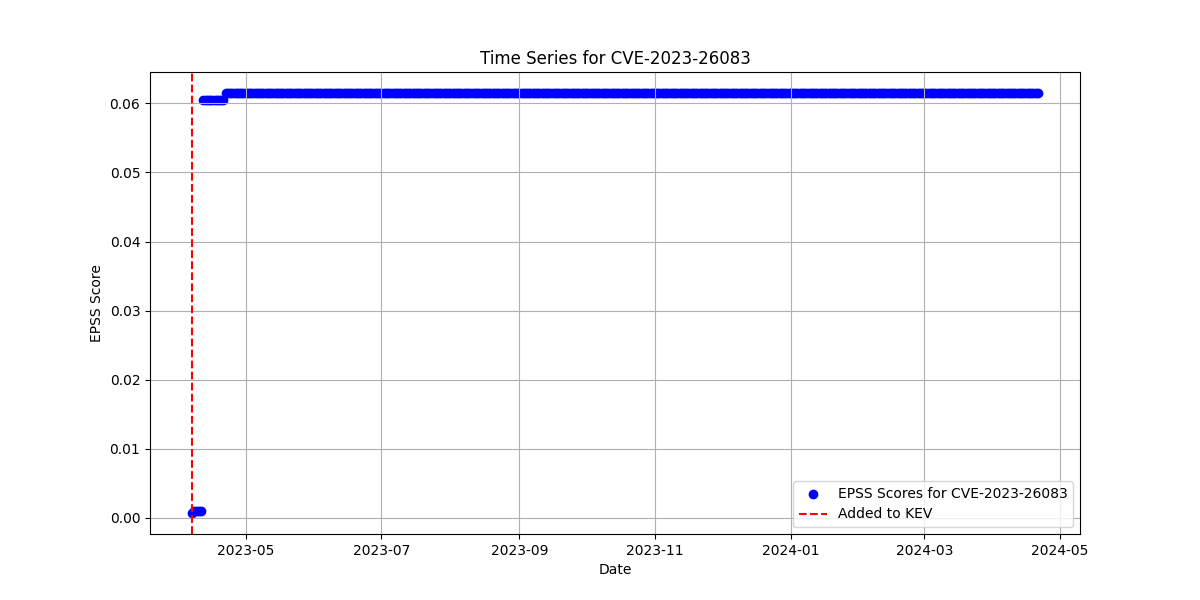 Time Series for CVE-2023-26083
EPSS Score
0.06
0.05
0.04
0.03
0.02
0.01
0.00
EPSS Scores for CVE-2023-26083
Added to KEV
2023-05 2023-07 2023-09 2023-11 2024-01 2024-03 2024-05
Date